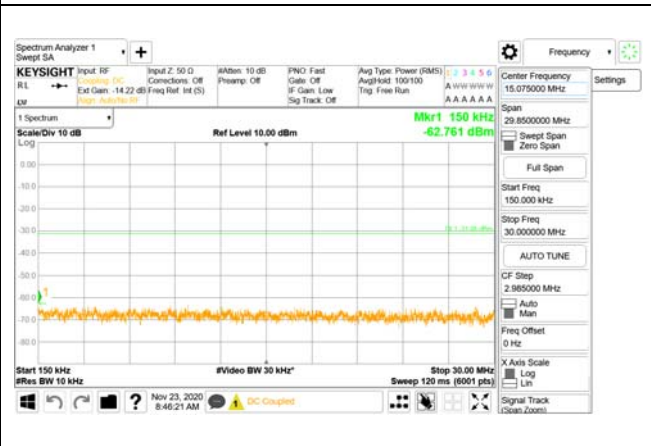 Spectrum Analyzer 1
Swept SA
+
Frequency
KEYSIGHT
RL
Input: RF
Coupling: DC
Ext Gain: -14.22 dB
Align: Auto/No RF
Input Z: 50 Ω
Corrections: Off
Freq Ref: Int (S)
#Atten: 10 dB
Preamp: Off
PNO: Fast
Gate: Off
IF Gain: Low
Sig Track: Off
Avg Type: Power (RMS)
Avg|Hold: 100/100
Trig: Free Run
1 2 3 4 5 6
A W W W W W
A A A A A A
1 Spectrum
Scale/Div 10 dB
Log
Ref Level 10.00 dBm
Mkr1 150 kHz
-62.761 dBm
0.00
-10.0
-20.0
-30.0
-40.0
-50.0
-60.0
-70.0
-80.0
1
Start 150 kHz
#Res BW 10 kHz
#Video BW 30 kHz*
Stop 30.00 MHz
Sweep 120 ms (6001 pts)
Nov 23, 2020
8:46:21 AM
DC Coupled
Center Frequency
15.075000 MHz
Settings
Span
29.8500000 MHz
Swept Span
Zero Span
Full Span
Start Freq
150.000 kHz
Stop Freq
30.000000 MHz
AUTO TUNE
CF Step
2.985000 MHz
Auto
Man
Freq Offset
0 Hz
X Axis Scale
Log
Lin
Signal Track
(Span Zoom)